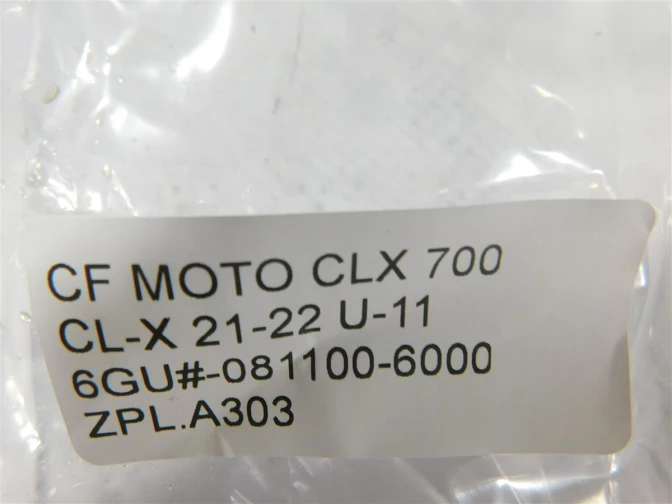 CF MOTO CLX 700
CL-X 21-22 U-11
6GU#-081100-6000
ZPL.A303